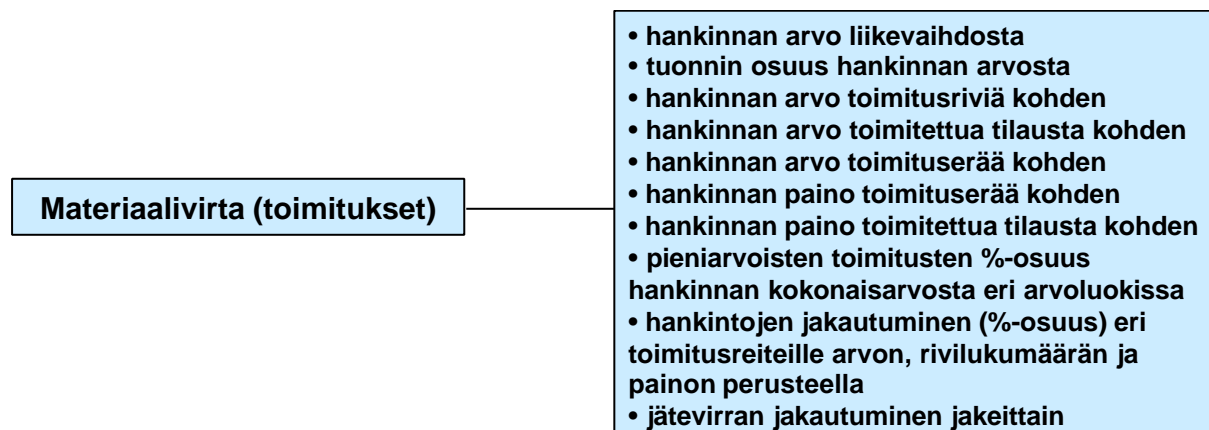 Materiaalivirta (toimitukset)
• hankinnan arvo liikevaihdosta
• tuonnin osuus hankinnan arvosta
• hankinnan arvo toimitusriviä kohden
• hankinnan arvo toimitettua tilausta kohden
• hankinnan arvo toimituserää kohden
• hankinnan paino toimituserää kohden
• hankinnan paino toimitettua tilausta kohden
• pieniarvoisten toimitusten %-osuus
hankinnan kokonaisarvosta eri arvoluokissa
• hankintojen jakautuminen (%-osuus) eri
toimitusreiteille arvon, rivilukumäärän ja
painon perusteella
• jätevirran jakautuminen jakeittain